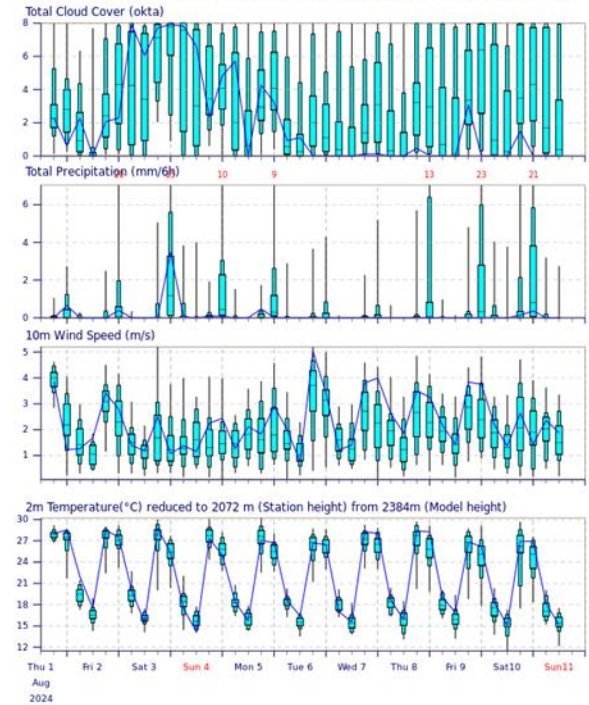 Total Cloud Cover (okta)
8
6
4
2
0
Total Precipitation (mm/6h)
10
9
13
23
21
6
4
2
0
10m Wind Speed (m/s)
5
4
3
2
1
2m Temperature(°C) reduced to 2072 m (Station height) from 2384m (Model height)
30
27
24
21
18
15
12
Thu 1
Fri 2
Sat 3
Sun 4
Mon 5
Tue 6
Wed 7
Thu 8
Fri 9
Sat10
Sun11
Aug
2024